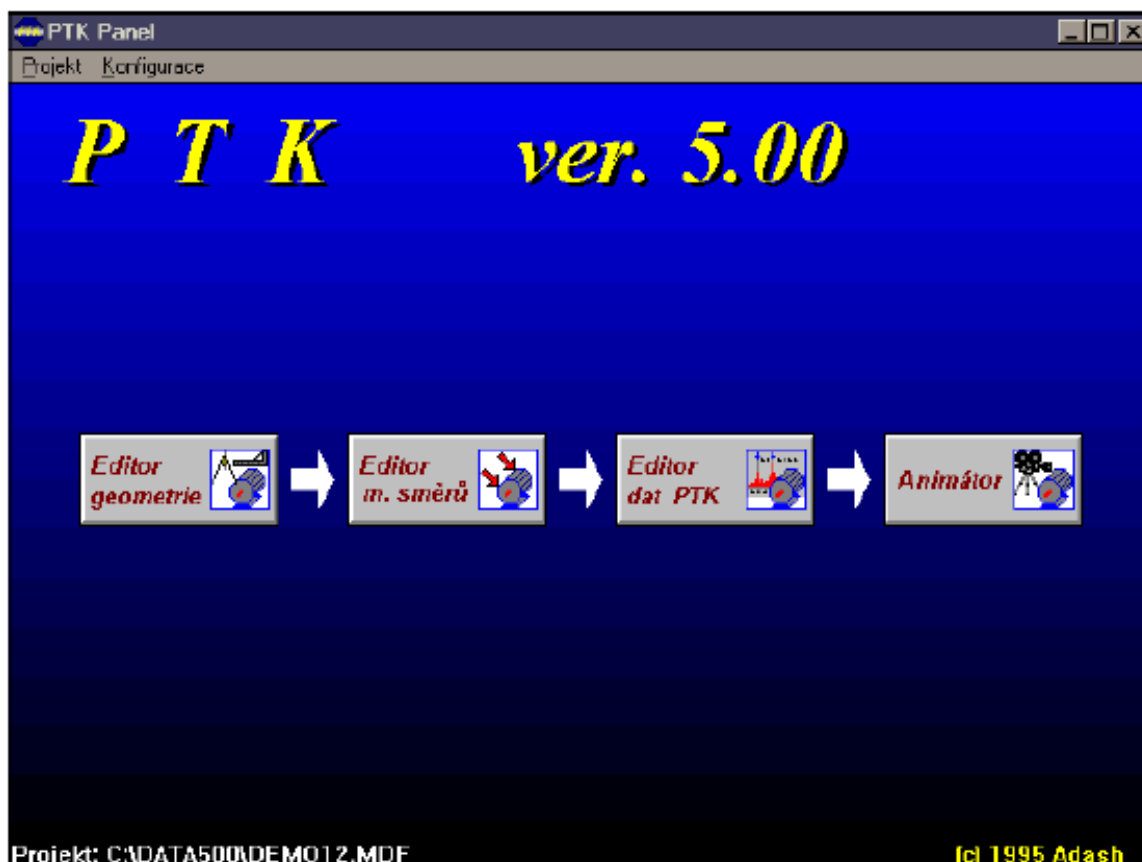 PTK Panel
Projekt Konfigurace
P T K ver. 5.00
Editor geometrie
Editor m. směrů
Editor dat PTK
Animátor
Projekt: C:\DATA500\DEMO12.MDF
(c) 1995 Adash